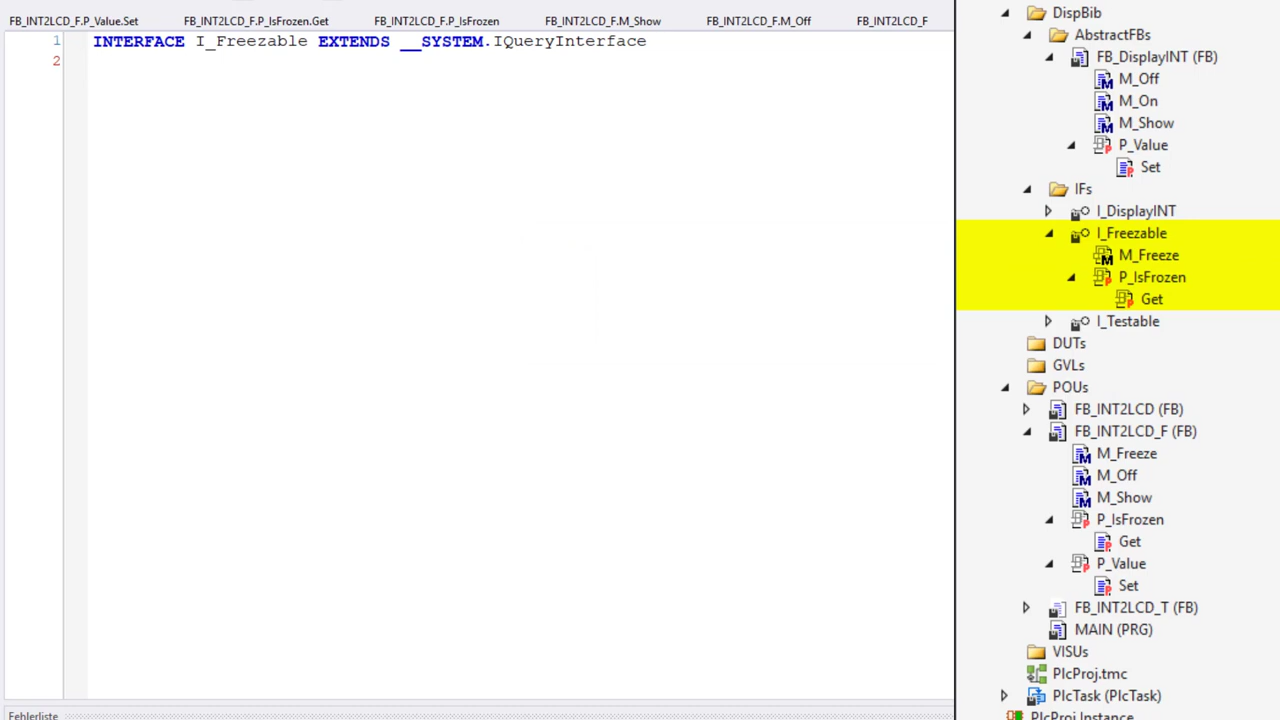 FB_INT2LCD_F.P_Value.Set FB_INT2LCD_F.P_IsFrozen.Get FB_INT2LCD_F.P_IsFrozen FB_INT2LCD_F.M_Show FB_INT2LCD_F.M_Off FB_INT2LCD_F
1 INTERFACE I_Freezable EXTENDS __SYSTEM.IQueryInterface
2
Fehlerliste
DispBib
AbstractFBs
FB_DisplayINT (FB)
M_Off
M_On
M_Show
P_Value
Set
IFs
I_DisplayINT
I_Freezable
M_Freeze
P_IsFrozen
Get
I_Testable
DUTs
GVLs
POUs
FB_INT2LCD (FB)
FB_INT2LCD_F (FB)
M_Freeze
M_Off
M_Show
P_IsFrozen
Get
P_Value
Set
FB_INT2LCD_T (FB)
MAIN (PRG)
VISUs
PlcProj.tmc
PlcTask (PlcTask)
PlcProj Instance